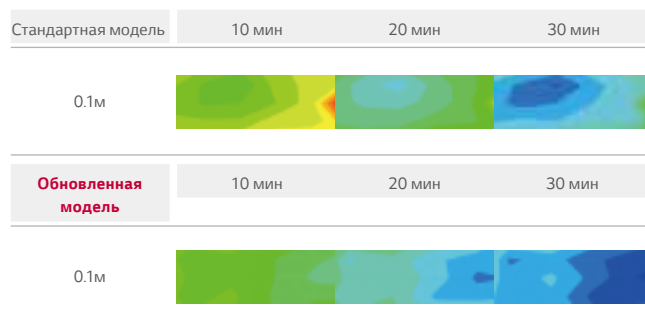 Стандартная модель 10 мин 20 мин 30 мин
0.1м
Обновленная 10 мин 20 мин 30 мин
модель
0.1м